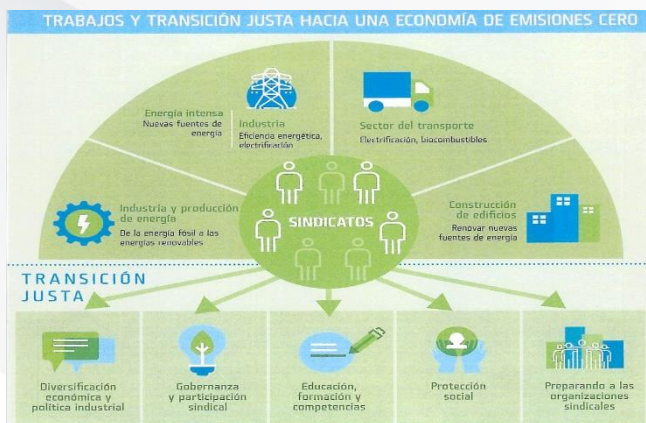 TRABAJOS Y TRANSICIÓN JUSTA HACIA UNA ECONOMÍA DE EMISIONES CERO
Energía intensa
Nuevas fuentes de
energía
Industria
Eficiencia energética,
electrificación
Sector del transporte
Electrificación, biocombustibles
Industria y producción
de energía
De la energía fósil a las
energías renovables
SINDICATOS
Construcción
de edificios
Renovar nuevas
fuentes de energía
TRANSICIÓN
JUSTA
Diversificación
económica y
política industrial
Gobernanza
y participación
sindical
Educación,
formación y
competencias
Protección
social
Preparando a las
organizaciones
sindicales